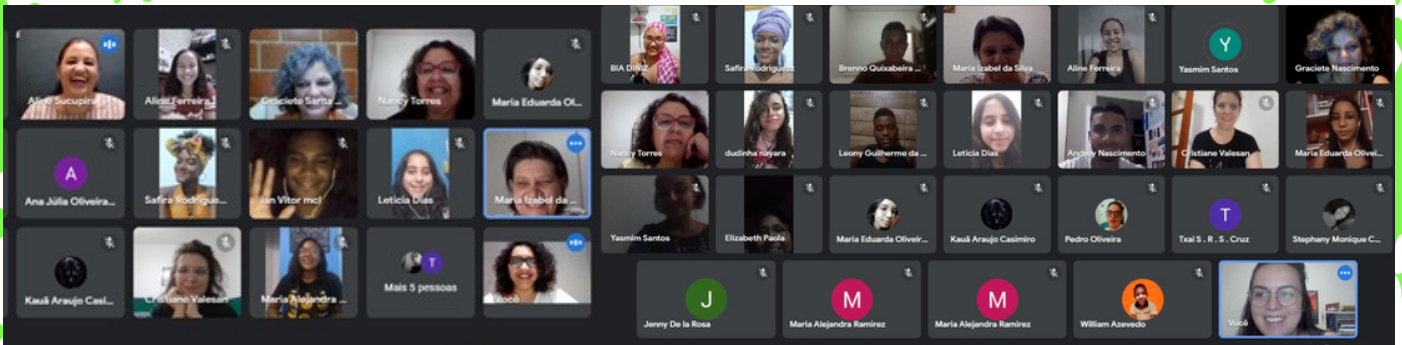 Aline Sucupira
Aline Ferreira
Graciete Santa ...
Nancy Torres
Maria Eduarda Ol...
A
Ana Júlia Oliveira...
Safira Rodrigue...
Ian Vitor mcl
Leticia Dias
Maria Izabel da ...
Kauã Araujo Casi...
Cristiane Valesan
Maria Alejandra ...
T
Mais 5 pessoas
Você
BIA DINIZ
Safira Rodriguezz
Brenno Quixabeira ...
Maria Izabel da Silva
Aline Ferreira
Y
Yasmim Santos
Graciete Nascimento
Nancy Torres
dudinha nayara
Leony Guilherme da ...
Leticia Dias
Andrey Nascimento
Cristiane Valesan
Maria Eduarda Olivei...
Yasmim Santos
Elizabeth Paola
Maria Eduarda Oliveir...
Kauã Araujo Casimiro
Pedro Oliveira
T
Txai S . R . S . Cruz
Stephany Monique C...
J
Jenny De la Rosa
M
Maria Alejandra Ramírez
M
Maria Alejandra Ramirez
William Azevedo
Você